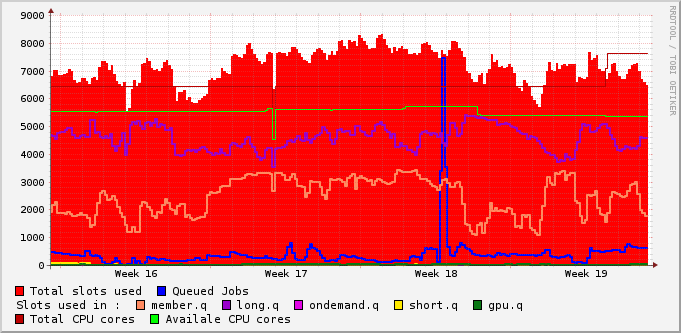 9000
8000
7000
6000
5000
4000
3000
2000
1000
0
Week 16 Week 17 Week 18 Week 19
RRDTOOL / TOBI OETIKER
Total slots used Queued Jobs
Slots used in : member.q long.q ondemand.q short.q gpu.q
Total CPU cores Availale CPU cores